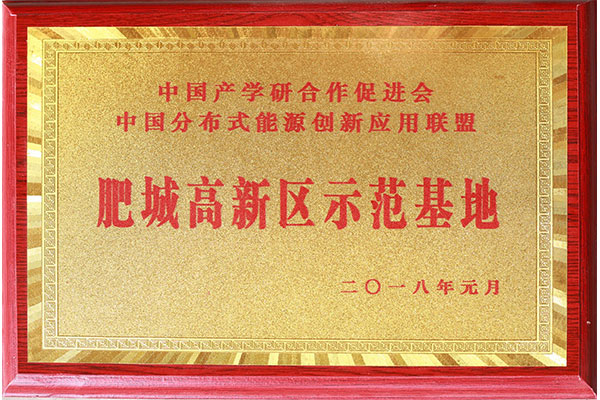 中国产学研合作促进会
中国分布式能源创新应用联盟
肥城高新区示范基地
二〇一八年元月